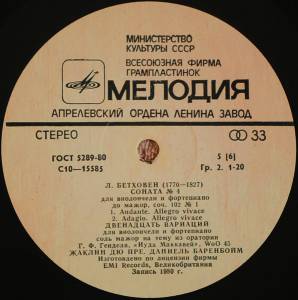 МИНИСТЕРСТВО
КУЛЬТУРЫ СССР
ВСЕСОЮЗНАЯ ФИРМА
ГРАМПЛАСТИНОК
МЕЛОДИЯ
АПРЕЛЕВСКИЙ ОРДЕНА ЛЕНИНА ЗАВОД
СТЕРЕО 33
ГОСТ 5289-80 5 [6]
С10—15585 Гр. 2. 1-20
Л. БЕТХОВЕН (1770—1827)
СОНАТА № 4
для виолончели и фортепиано
до мажор, соч. 102 № 1
1. Andante. Allegro vivace
2. Adagio. Allegro vivace
ДВЕНАДЦАТЬ ВАРИАЦИЙ
для виолончели и фортепиано
соль мажор на тему из оратории
Г. Ф. Генделя, «Иуда Маккавей», WoO 45
ЖАКЛИН ДЮ ПРЕ, ДАНИЕЛЬ БАРЕНБОЙМ
Изготовлено по лицензии фирмы
EMI Records, Великобритания
Запись 1980 г.